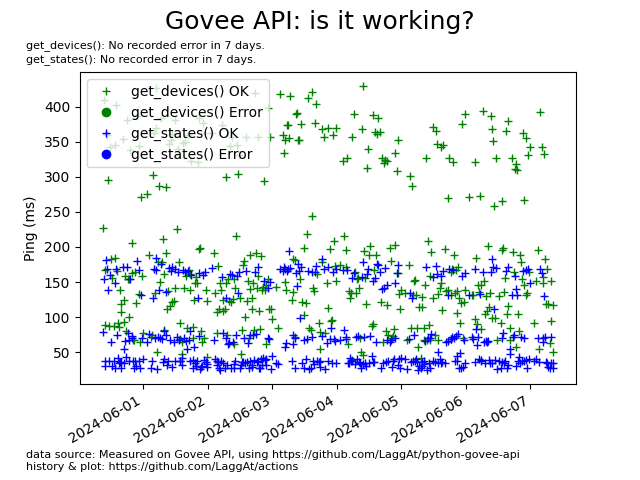 Govee API: is it working?
get_devices(): No recorded error in 7 days.
get_states(): No recorded error in 7 days.
get_devices() OK
get_devices() Error
get_states() OK
get_states() Error
Ping (ms)
400
350
300
250
200
150
100
50
2024-06-01
2024-06-02
2024-06-03
2024-06-04
2024-06-05
2024-06-06
2024-06-07
data source: Measured on Govee API, using https://github.com/LaggAt/python-govee-api
history & plot: https://github.com/LaggAt/actions